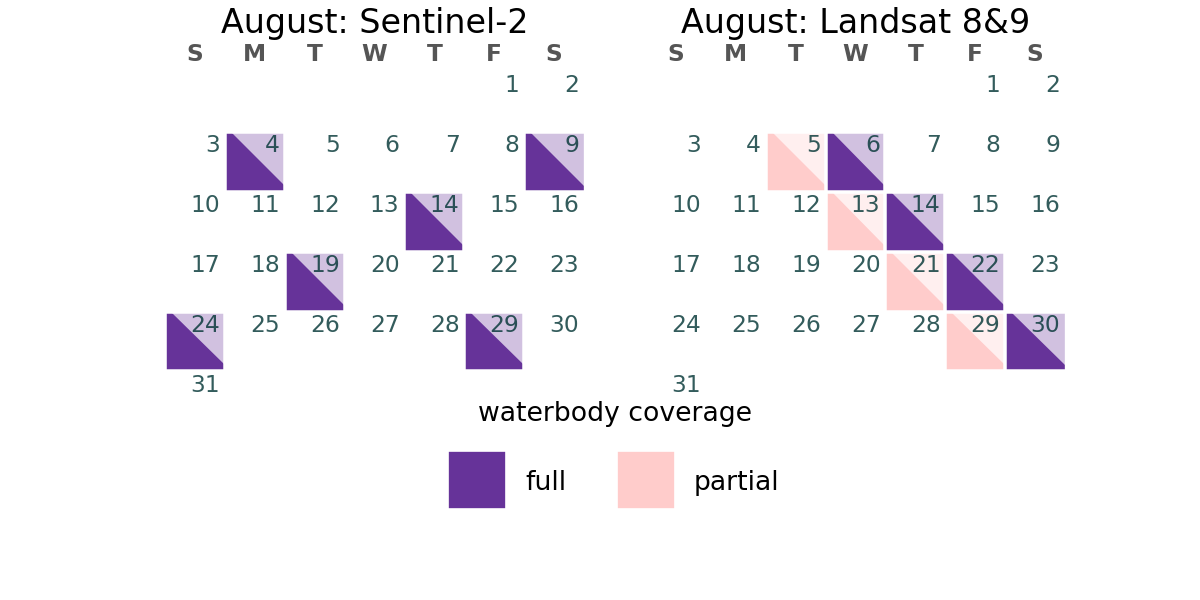 August: Sentinel-2
S M T W T F S
1 2
3 4 5 6 7 8 9
10 11 12 13 14 15 16
17 18 19 20 21 22 23
24 25 26 27 28 29 30
31
August: Landsat 8&9
S M T W T F S
1 2
3 4 5 6 7 8 9
10 11 12 13 14 15 16
17 18 19 20 21 22 23
24 25 26 27 28 29 30
31
waterbody coverage
full partial